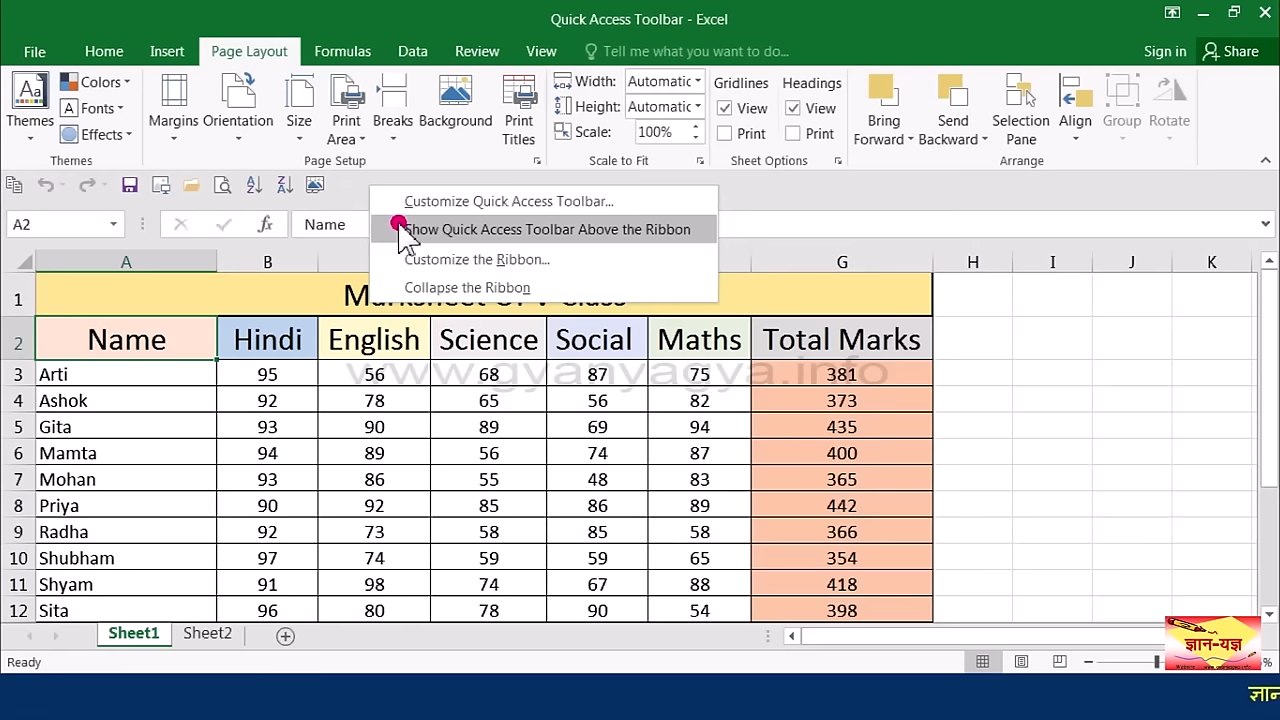 Quick Access Toolbar - Excel
File Home Insert Page Layout Formulas Data Review View Tell me what you want to do... Sign in Share
Themes
Colors
Fonts
Effects
Themes
Margins
Orientation
Size
Print Area
Breaks
Background
Print Titles
Page Setup
Width: Automatic
Height: Automatic
Scale: 100%
Scale to Fit
Gridlines Headings
View View
Print Print
Sheet Options
Bring Forward
Send Backward
Selection Pane
Align
Group
Rotate
Arrange
Customize Quick Access Toolbar...
Show Quick Access Toolbar Above the Ribbon
Customize the Ribbon...
Collapse the Ribbon
A2 fx Name
A B G H I J K
1
2 Name Hindi English Science Social Maths Total Marks
3 Arti 95 56 68 87 75 381
4 Ashok 92 78 65 56 82 373
5 Gita 93 90 89 69 94 435
6 Mamta 94 89 56 74 87 400
7 Mohan 93 86 55 48 83 365
8 Priya 90 92 85 86 89 442
9 Radha 92 73 58 85 58 366
10 Shubham 97 74 59 59 65 354
11 Shyam 91 98 74 67 88 418
12 Sita 96 80 78 90 54 398
www.gyanyagya.info
Sheet1 Sheet2
ज्ञान-यज्ञ
Ready %
ज्ञान